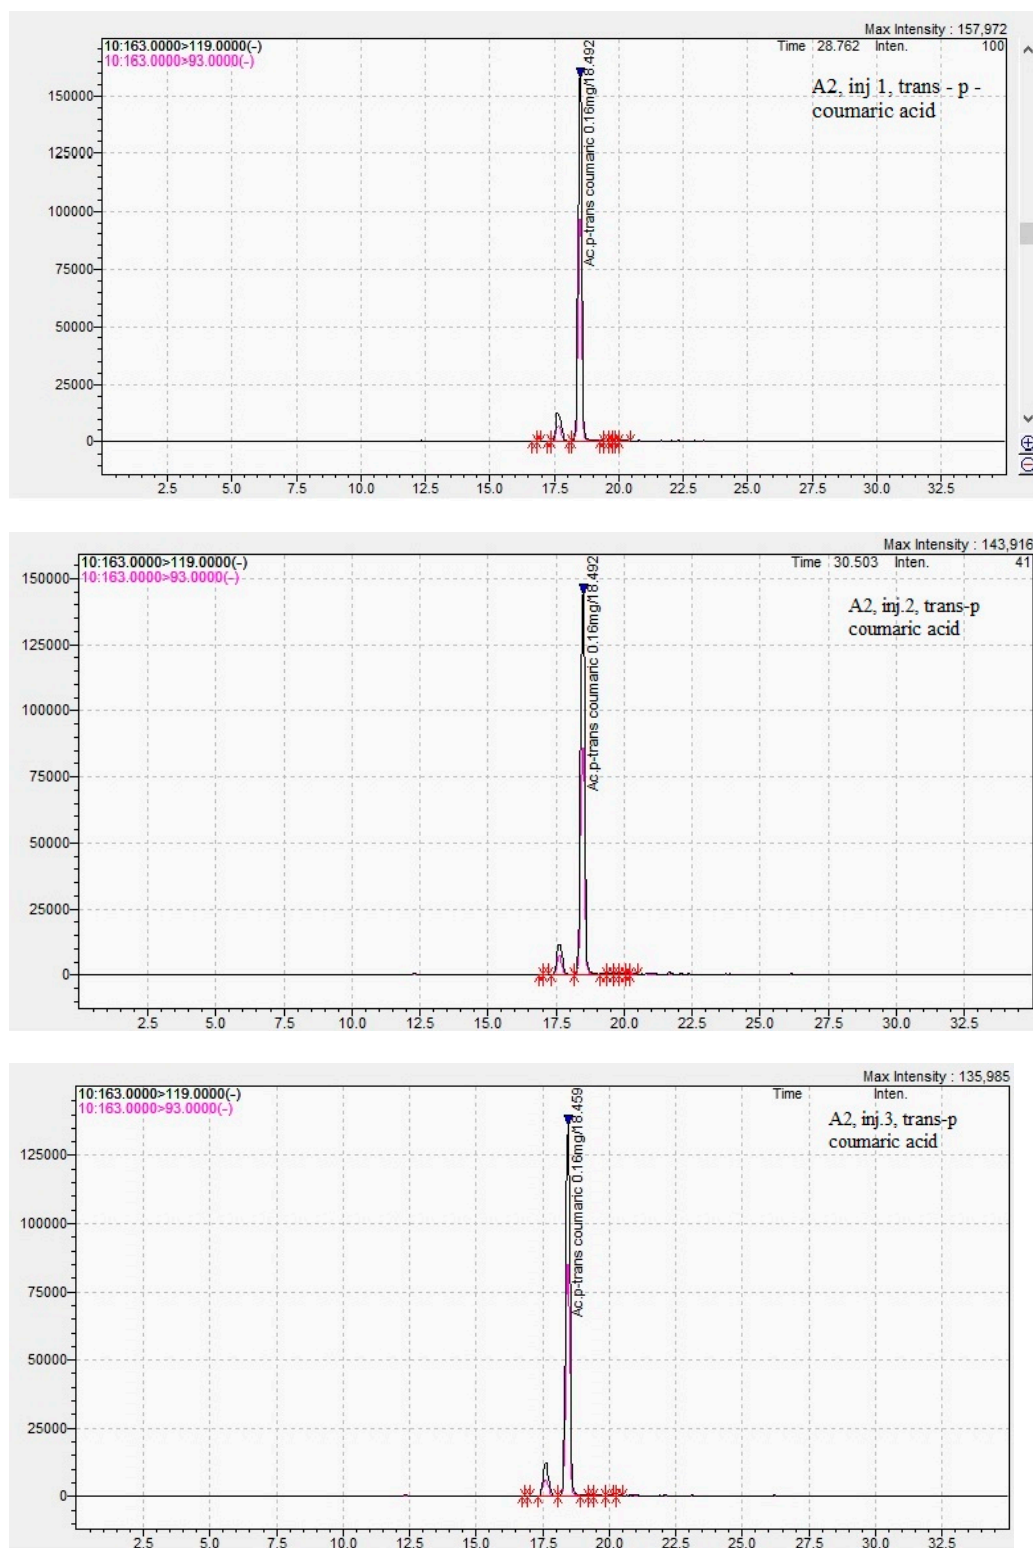 Max Intensity : 157,972
10:163.0000>119.0000(-)
Time 28.762 Inten. 100
10:163.0000>93.0000(-)
A2, inj 1, trans - p -
coumaric acid
Ac.p-trans coumaric 0.16mg/18.492
150000
125000
100000
75000
50000
25000
0
2.5 5.0 7.5 10.0 12.5 15.0 17.5 20.0 22.5 25.0 27.5 30.0 32.5
Max Intensity : 143,916
10:163.0000>119.0000(-)
Time 30.503 Inten. 41
10:163.0000>93.0000(-)
A2, inj.2, trans-p
coumaric acid
Ac.p-trans coumaric 0.16mg/18.492
150000
125000
100000
75000
50000
25000
0
2.5 5.0 7.5 10.0 12.5 15.0 17.5 20.0 22.5 25.0 27.5 30.0 32.5
Max Intensity : 135,985
10:163.0000>119.0000(-)
Time Inten.
10:163.0000>93.0000(-)
A2, inj.3, trans-p
coumaric acid
Ac.p-trans coumaric 0.16mg/18.459
125000
100000
75000
50000
25000
0
2.5 5.0 7.5 10.0 12.5 15.0 17.5 20.0 22.5 25.0 27.5 30.0 32.5